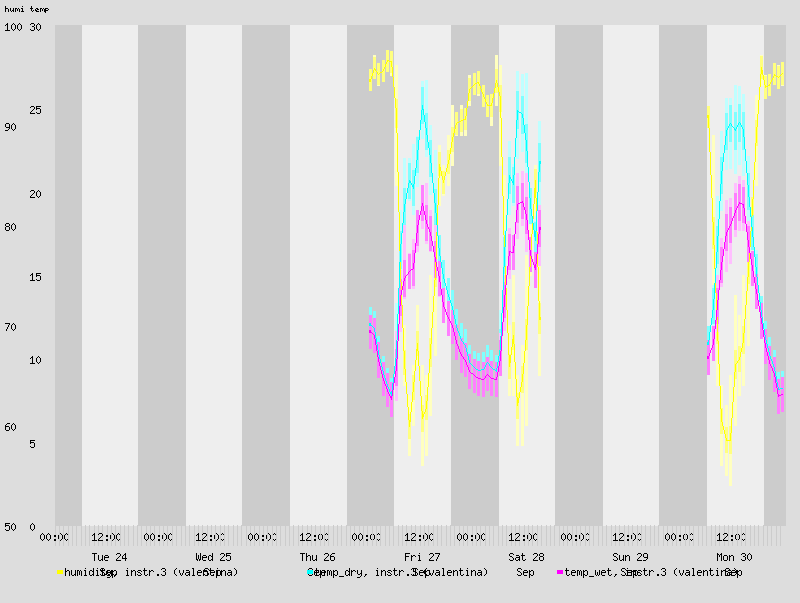 humi temp
100 30
25
90
20
80
15
70
10
60
5
50 0
00:00 12:00 00:00 12:00 00:00 12:00 00:00 12:00 00:00 12:00 00:00 12:00 00:00 12:00
Tue 24 Wed 25 Thu 26 Fri 27 Sat 28 Sun 29 Mon 30
Sep Sep Sep Sep Sep Sep Sep
humidity, instr.3 (valentina) temp_dry, instr.3 (valentina) temp_wet, instr.3 (valentina)